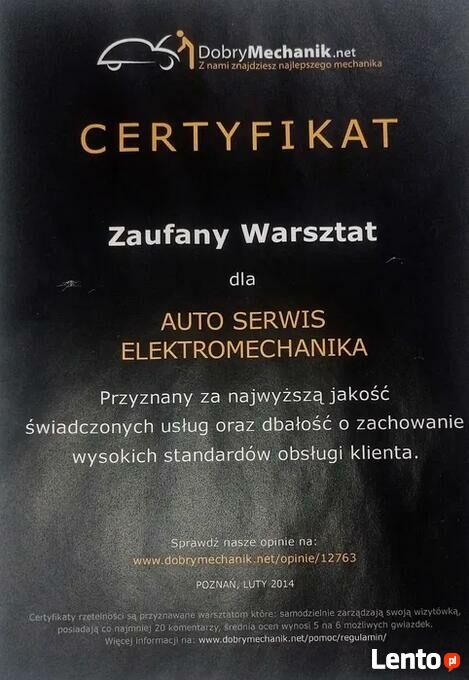 DobryMechanik.net
Z nami znajdziesz najlepszego mechanika
CERTYFIKAT
Zaufany Warsztat
dla
AUTO SERWIS
ELEKTROMECHANIKA
Przyznany za najwyższą jakość
świadczonych usług oraz dbałość o zachowanie
wysokich standardów obsługi klienta.
Sprawdź nasze opinie na:
www.dobrymechanik.net/opinie/12763
POZNAŃ, LUTY 2014
Certyfikaty rzetelności są przyznawane warsztatom które: samodzielnie zarządzają swoją wizytówką,
posiadają co najmniej 20 komentarzy, średnia ocen wynosi 5 na 6 możliwych gwiazdek.
Więcej informacji na: www.dobrymechanik.net/pomoc/regulamin/
Lento.pl